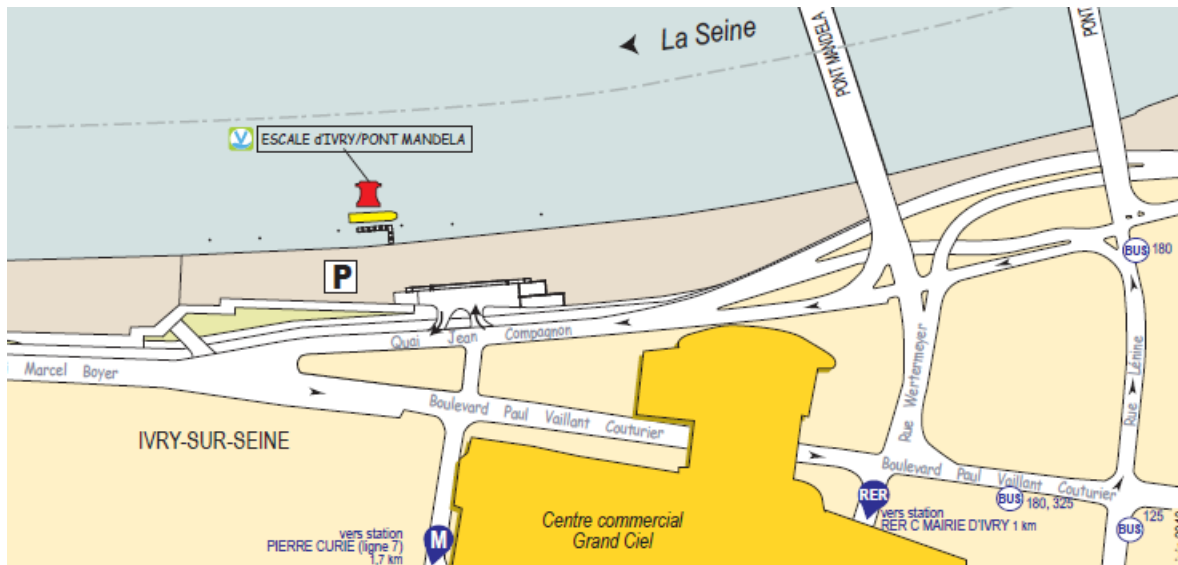 La Seine
PONT MANDELA
PONT
ESCALE d'IVRY/PONT MANDELA
P
BUS 180
Quai Jean Compagnon
Marcel Boyer
Rue Wertermeyer
Rue Lénine
Boulevard Paul Vaillant Couturier
IVRY-SUR-SEINE
Boulevard Paul Vaillant Couturier
RER
vers station
RER C MAIRIE D'IVRY 1 km
BUS 180, 325
BUS 125
Centre commercial
Grand Ciel
M
vers station
PIERRE CURIE (ligne 7)
1,7 km